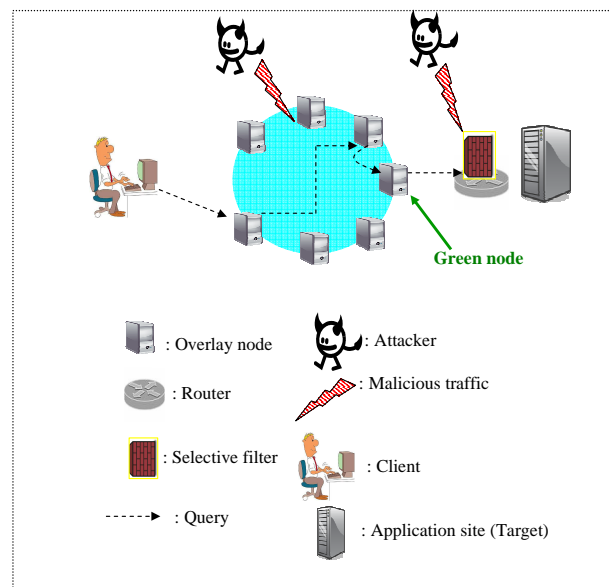 Green node
: Overlay node
: Attacker
: Malicious traffic
: Router
: Selective filter
: Client
: Query
: Application site (Target)